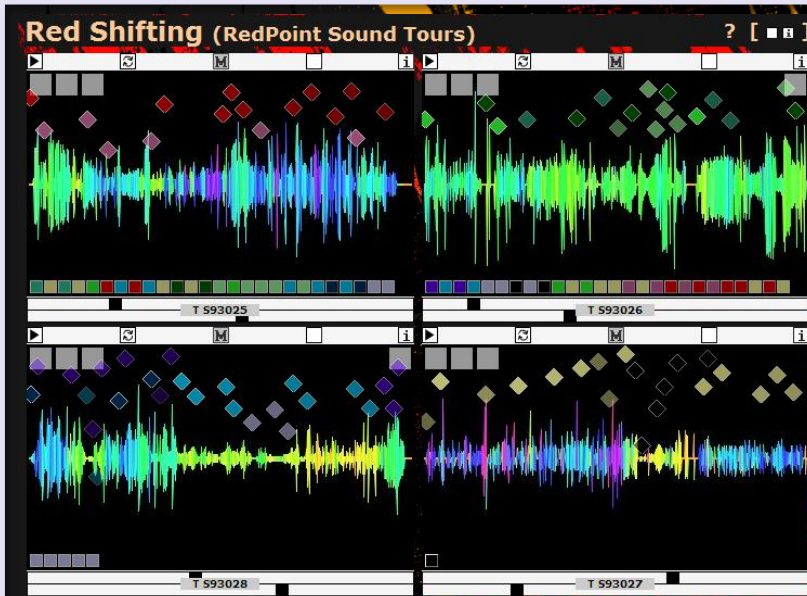 Red Shifting (RedPoint Sound Tours) ? [ i ]
M i M
T S93025 T S93026
M i M
T S93028 T S93027